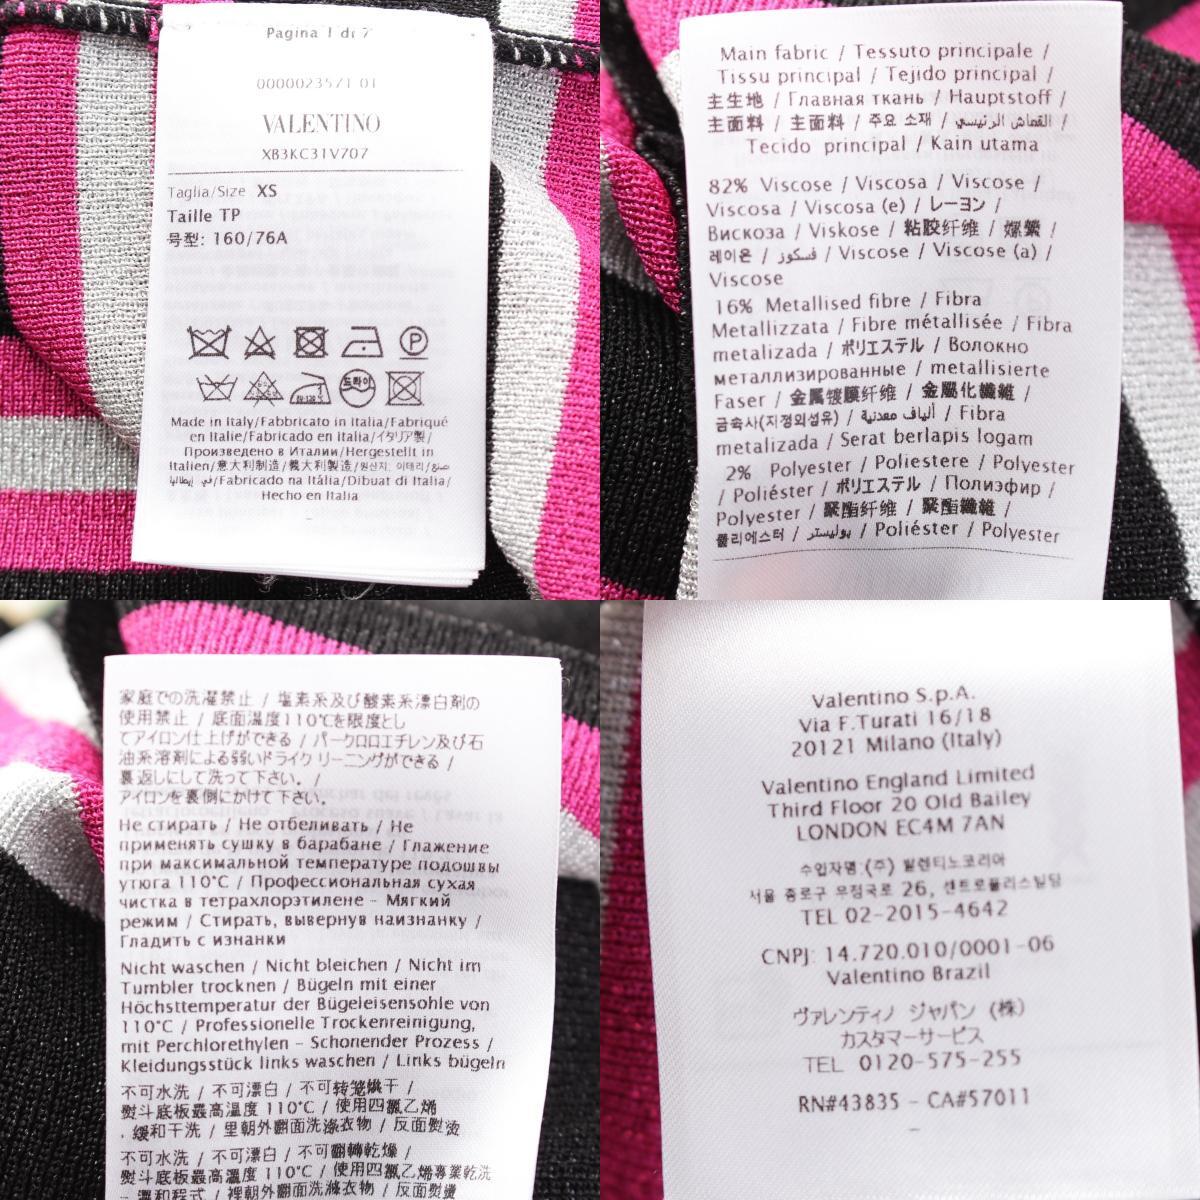 Pagina 1 di 7
0000023571 01
VALENTINO
XB3KC31V707
Taglia/Size XS
Taille TP
号型: 160/76A
드라이
Made in Italy/Fabbricato in Italia/Fabriqué
en Italie/Fabricado en Italia/イタリア製/
Произведено в Италии/Hergestellt in
Italien/意大利制造/義大利製造/원산지: 이태리/صنع
في إيطاليا/Fabricado na Itália/Dibuat di Italia/
Hecho en Italia
Main fabric / Tessuto principale /
Tissu principal / Tejido principal /
主生地 / Главная ткань / Hauptstoff /
主面料 / 主面料 / 주요 소재 / القماش الرئيسي /
Tecido principal / Kain utama
82% Viscose / Viscosa / Viscose /
Viscosa / Viscosa (e) / レーヨン /
Вискоза / Viskose / 粘胶纤维 / 嫘縈 /
레이온 / فسكوز / Viscose / Viscose (a) /
Viscose
16% Metallised fibre / Fibra
Metallizzata / Fibre métallisée / Fibra
metalizada / ポリエステル / Волокно
металлизированные / metallisierte
Faser / 金属镀膜纤维 / 金屬化纖維 /
금속사(지정외섬유) / ألياف معدنية / Fibra
metalizada / Serat berlapis logam
2% Polyester / Poliestere / Polyester
/ Poliéster / ポリエステル / Полиэфир /
Polyester / 聚酯纤维 / 聚酯纖維 /
폴리에스터 / بوليستر / Poliéster / Polyester
家庭での洗濯禁止 / 塩素系及び酸素系漂白剤の
使用禁止 / 底面温度110℃を限度とし
てアイロン仕上げができる / パークロロエチレン及び石
油系溶剤による弱いドライクリーニングができる /
裏返しにして洗って下さい。 /
アイロンを裏側にかけて下さい。
Не стирать / Не отбеливать / Не
применять сушку в барабане / Глажение
при максимальной температуре подошвы
утюга 110°C / Профессиональная сухая
чистка в тетрахлорэтилене - Мягкий
режим / Стирать, вывернув наизнанку /
Гладить с изнанки
Nicht waschen / Nicht bleichen / Nicht im
Tumbler trocknen / Bügeln mit einer
Höchsttemperatur der Bügeleisensohle von
110°C / Professionelle Trockenreinigung,
mit Perchlorethylen - Schonender Prozess /
Kleidungsstück links waschen / Links bügeln
不可水洗 / 不可漂白 / 不可转笼烘干 /
熨斗底板最高温度 110°C / 使用四氯乙烯
, 缓和干洗 / 里朝外翻面洗涤衣物 / 反面熨烫
不可水洗 / 不可漂白 / 不可翻轉乾燥 /
熨斗底板最高溫度 110°C / 使用四氯乙烯專業乾洗
- 溫和程式 / 裡朝外翻面洗滌衣物 / 反面熨燙
Valentino S.p.A.
Via F.Turati 16/18
20121 Milano (Italy)
Valentino England Limited
Third Floor 20 Old Bailey
LONDON EC4M 7AN
수입자명:(주) 발렌티노코리아
서울 종로구 우정국로 26, 센트로폴리스빌딩
TEL 02-2015-4642
CNPJ: 14.720.010/0001-06
Valentino Brazil
ヴァレンティノ ジャパン (株)
カスタマーサービス
TEL 0120-575-255
RN#43835 - CA#57011